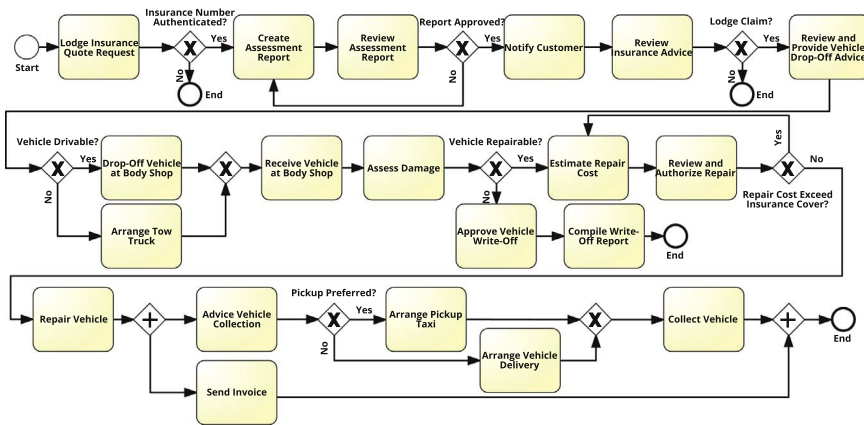 Insurance Number
Authenticated?
Report Approved?
Lodge Claim?
Start
Lodge Insurance
Quote Request
Yes
No
End
Create
Assessment
Report
Review
Assessment
Report
Yes
No
Notify Customer
Review
Insurance Advice
Yes
No
End
Review and
Provide Vehicle
Drop-Off Advice
Vehicle Drivable?
Yes
No
Drop-Off Vehicle
at Body Shop
Arrange Tow
Truck
Receive Vehicle
at Body Shop
Assess Damage
Vehicle Repairable?
Yes
No
Approve Vehicle
Write-Off
Compile Write-
Off Report
End
Estimate Repair
Cost
Review and
Authorize Repair
Yes
No
Repair Cost Exceed
Insurance Cover?
Repair Vehicle
Advice Vehicle
Collection
Send Invoice
Pickup Preferred?
Yes
No
Arrange Pickup
Taxi
Arrange Vehicle
Delivery
Collect Vehicle
End